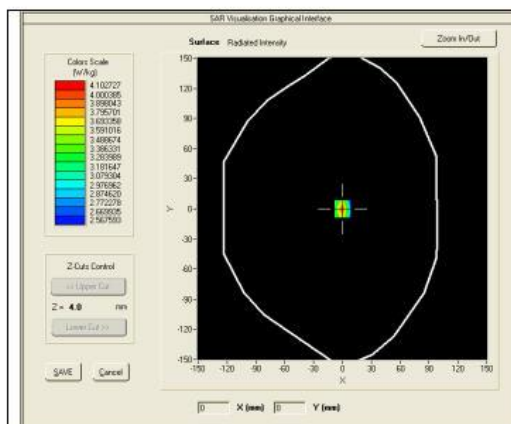 SAR Visualisation Graphical Interface
Surface Radiated Intensity
Zoom In/Out
Colors Scale
(W/kg)
4.102727
4.000385
3.898043
3.795701
3.693358
3.591016
3.488674
3.386331
3.283989
3.181647
3.079304
2.976962
2.874620
2.772278
2.669935
2.567593
Z-Cuts Control
<< Upper Cut
Z = 4.0 mm
Lower Cut >>
SAVE Cancel
150
120
90
60
30
0
-30
-60
-90
-120
-150
Y
-150 -120 -90 -60 -30 0 30 60 90 120 150
X
0 X (mm) 0 Y (mm)